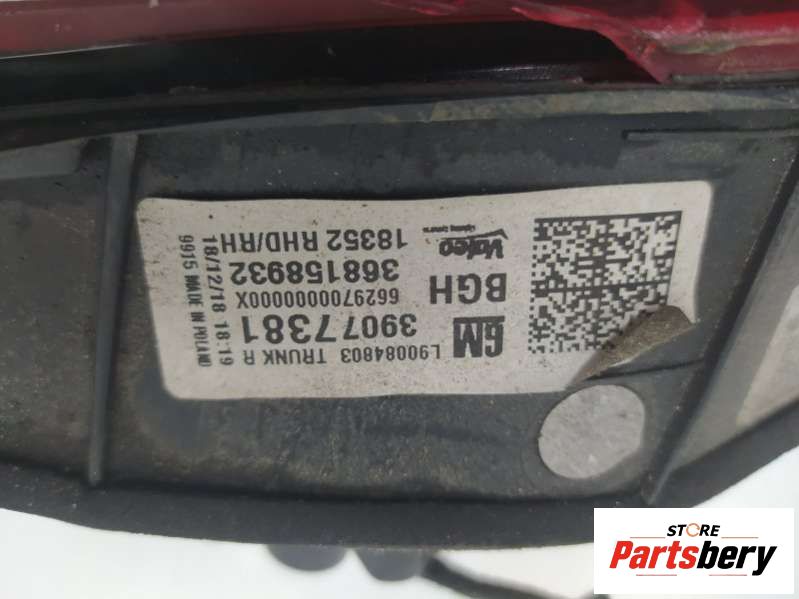 L90084803 TRUNK R
GM 39077381
662970000000000X
BGH 368158932
Valeo 18352 RHD/RH
18/12/18 18:19
9915 MADE IN POLAND
STORE
Partsbery